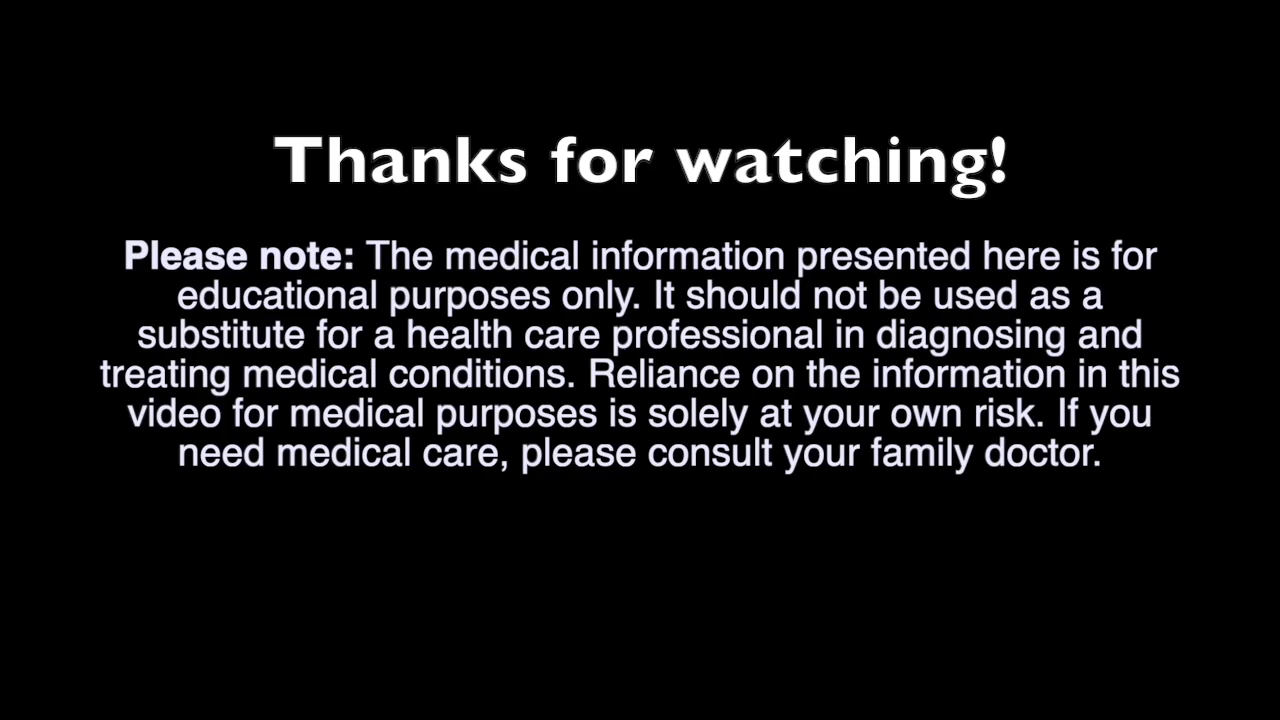 Thanks for watching!
Please note: The medical information presented here is for
educational purposes only. It should not be used as a
substitute for a health care professional in diagnosing and
treating medical conditions. Reliance on the information in this
video for medical purposes is solely at your own risk. If you
need medical care, please consult your family doctor.